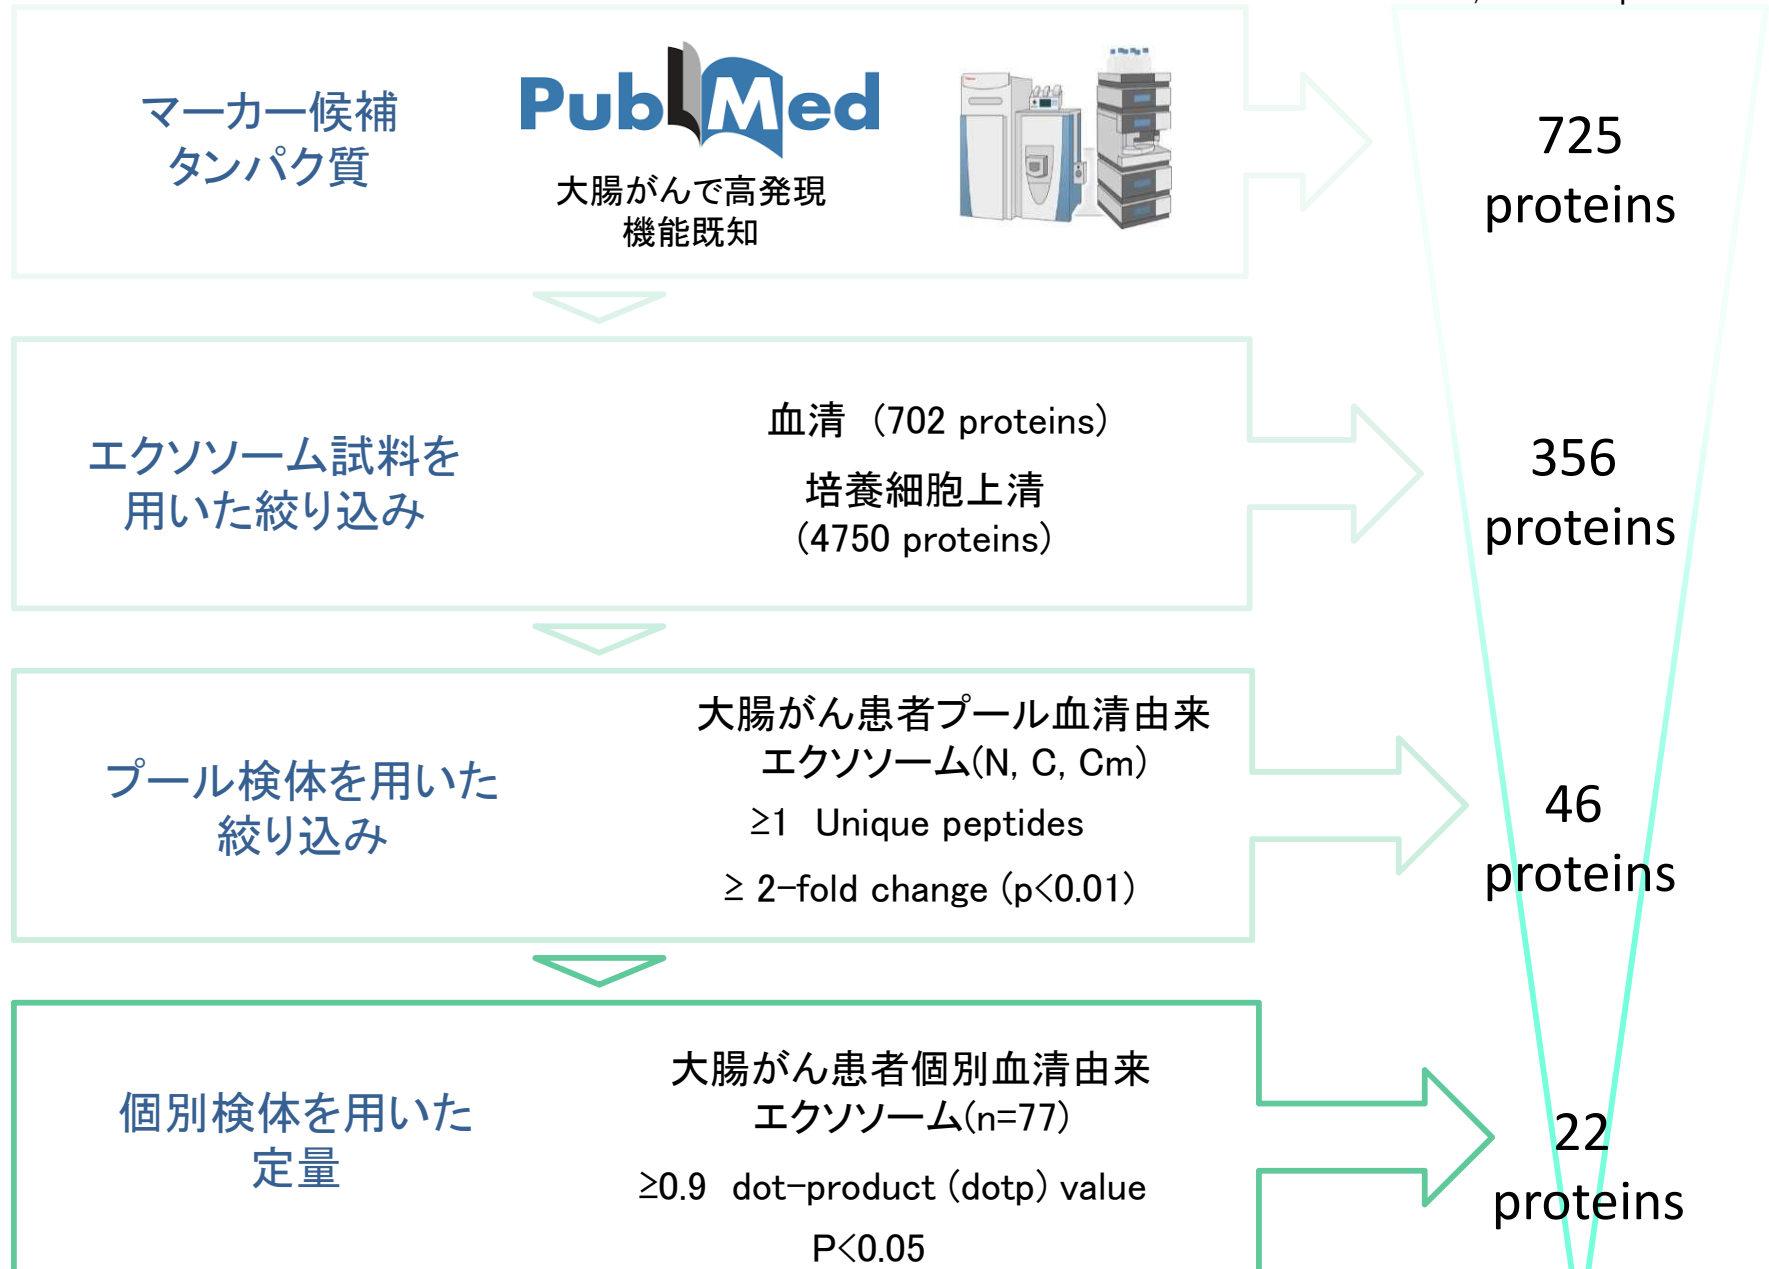 マーカー候補
タンパク質
PubMed
大腸がんで高発現
機能既知
725
proteins
エクソソーム試料を
用いた絞り込み
血清 (702 proteins)
培養細胞上清
(4750 proteins)
356
proteins
プール検体を用いた
絞り込み
大腸がん患者プール血清由来
エクソソーム(N, C, Cm)
≥1 Unique peptides
≥ 2-fold change (p<0.01)
46
proteins
個別検体を用いた
定量
大腸がん患者個別血清由来
エクソソーム(n=77)
≥0.9 dot-product (dotp) value
P<0.05
22
proteins